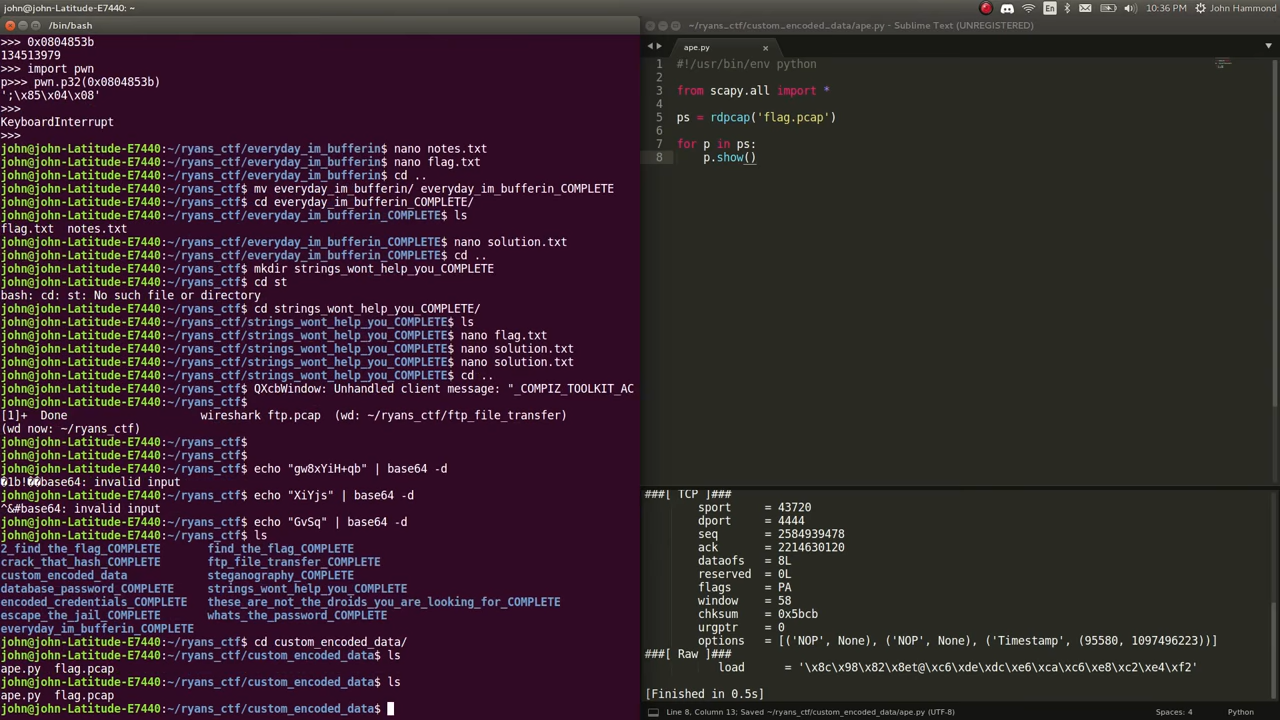 john@john-Latitude-E7440: ~
10:36 PM
John Hammond
En
/bin/bash
>>> 0x0804853b
134513979
>>> import pwn
p>>> pwn.p32(0x0804853b)
';\x85\x04\x08'
>>>
KeyboardInterrupt
>>>
john@john-Latitude-E7440:~/ryans_ctf/everyday_im_bufferin$ nano notes.txt
john@john-Latitude-E7440:~/ryans_ctf/everyday_im_bufferin$ nano flag.txt
john@john-Latitude-E7440:~/ryans_ctf/everyday_im_bufferin$ cd ..
john@john-Latitude-E7440:~/ryans_ctf$ mv everyday_im_bufferin/ everyday_im_bufferin_COMPLETE
john@john-Latitude-E7440:~/ryans_ctf$ cd everyday_im_bufferin_COMPLETE/
john@john-Latitude-E7440:~/ryans_ctf/everyday_im_bufferin_COMPLETE$ ls
flag.txt  notes.txt
john@john-Latitude-E7440:~/ryans_ctf/everyday_im_bufferin_COMPLETE$ nano solution.txt
john@john-Latitude-E7440:~/ryans_ctf/everyday_im_bufferin_COMPLETE$ cd ..
john@john-Latitude-E7440:~/ryans_ctf$ mkdir strings_wont_help_you_COMPLETE
john@john-Latitude-E7440:~/ryans_ctf$ cd st
bash: cd: st: No such file or directory
john@john-Latitude-E7440:~/ryans_ctf$ cd strings_wont_help_you_COMPLETE/
john@john-Latitude-E7440:~/ryans_ctf/strings_wont_help_you_COMPLETE$ ls
john@john-Latitude-E7440:~/ryans_ctf/strings_wont_help_you_COMPLETE$ nano flag.txt
john@john-Latitude-E7440:~/ryans_ctf/strings_wont_help_you_COMPLETE$ nano solution.txt
john@john-Latitude-E7440:~/ryans_ctf/strings_wont_help_you_COMPLETE$ nano solution.txt
john@john-Latitude-E7440:~/ryans_ctf/strings_wont_help_you_COMPLETE$ cd ..
john@john-Latitude-E7440:~/ryans_ctf$ QXcbWindow: Unhandled client message: "_COMPIZ_TOOLKIT_AC
john@john-Latitude-E7440:~/ryans_ctf$
[1]+  Done                    wireshark ftp.pcap  (wd: ~/ryans_ctf/ftp_file_transfer)
(wd now: ~/ryans_ctf)
john@john-Latitude-E7440:~/ryans_ctf$
john@john-Latitude-E7440:~/ryans_ctf$
john@john-Latitude-E7440:~/ryans_ctf$ echo "gw8xYiH+qb" | base64 -d
�1b!��base64: invalid input
john@john-Latitude-E7440:~/ryans_ctf$ echo "XiYjs" | base64 -d
^&#base64: invalid input
john@john-Latitude-E7440:~/ryans_ctf$ echo "GvSq" | base64 -d
john@john-Latitude-E7440:~/ryans_ctf$ ls
2_find_the_flag_COMPLETE       find_the_flag_COMPLETE
crack_that_hash_COMPLETE       ftp_file_transfer_COMPLETE
custom_encoded_data            steganography_COMPLETE
database_password_COMPLETE     strings_wont_help_you_COMPLETE
encoded_credentials_COMPLETE   these_are_not_the_droids_you_are_looking_for_COMPLETE
escape_the_jail_COMPLETE       whats_the_password_COMPLETE
everyday_im_bufferin_COMPLETE
john@john-Latitude-E7440:~/ryans_ctf$ cd custom_encoded_data/
john@john-Latitude-E7440:~/ryans_ctf/custom_encoded_data$ ls
ape.py  flag.pcap
john@john-Latitude-E7440:~/ryans_ctf/custom_encoded_data$ ls
ape.py  flag.pcap
john@john-Latitude-E7440:~/ryans_ctf/custom_encoded_data$
~/ryans_ctf/custom_encoded_data/ape.py - Sublime Text (UNREGISTERED)
ape.py
1 #!/usr/bin/env python
2
3 from scapy.all import *
4
5 ps = rdpcap('flag.pcap')
6
7 for p in ps:
8     p.show()
###[ TCP ]###
sport     = 43720
dport     = 4444
seq       = 2584939478
ack       = 2214630120
dataofs   = 8L
reserved  = 0L
flags     = PA
window    = 58
chksum    = 0x5bcb
urgptr    = 0
options   = [('NOP', None), ('NOP', None), ('Timestamp', (95580, 1097496223))]
###[ Raw ]###
load      = '\x8c\x98\x82\x8et@\xc6\xde\xdc\xe6\xca\xc6\xe8\xc2\xe4\xf2'
[Finished in 0.5s]
Line 8, Column 13; Saved ~/ryans_ctf/custom_encoded_data/ape.py (UTF-8)
Spaces: 4
Python